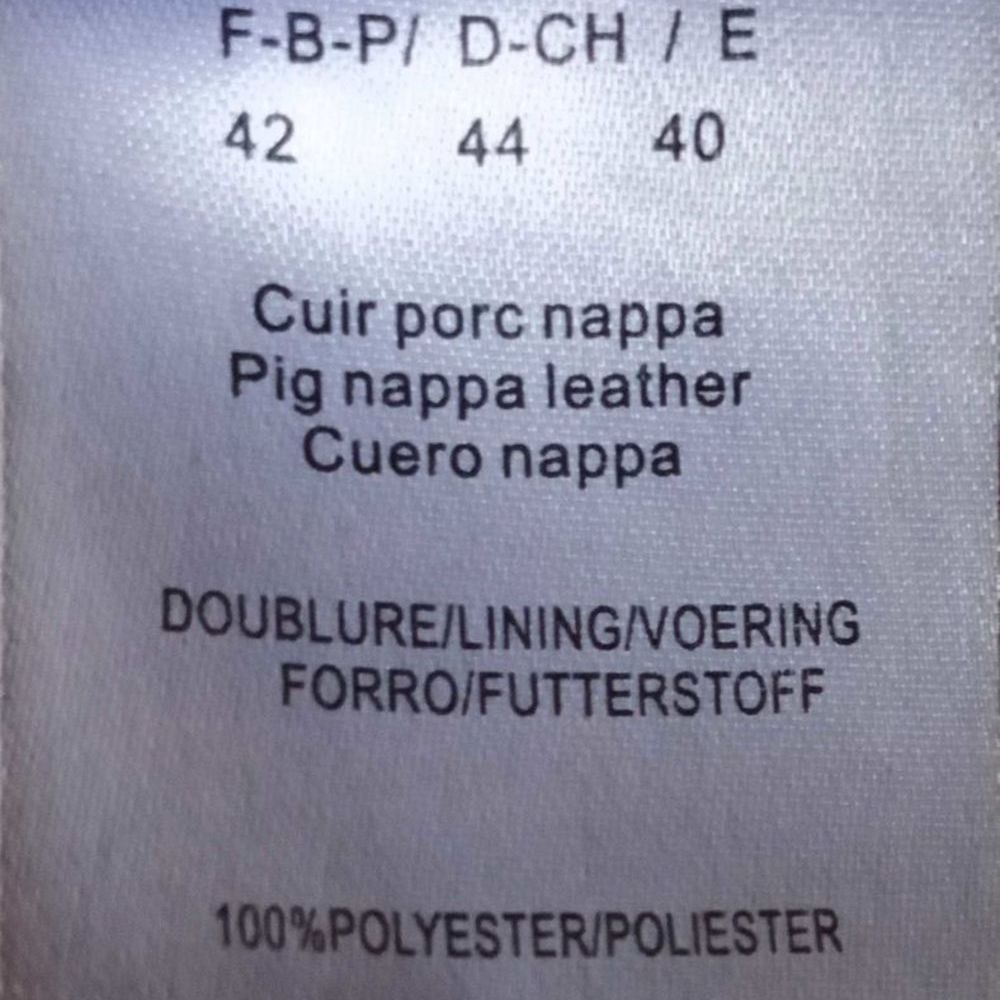 F-B-P/ D-CH / E
42 44 40
Cuir porc nappa
Pig nappa leather
Cuero nappa
DOUBLURE/LINING/VOERING
FORRO/FUTTERSTOFF
100%POLYESTER/POLIESTER